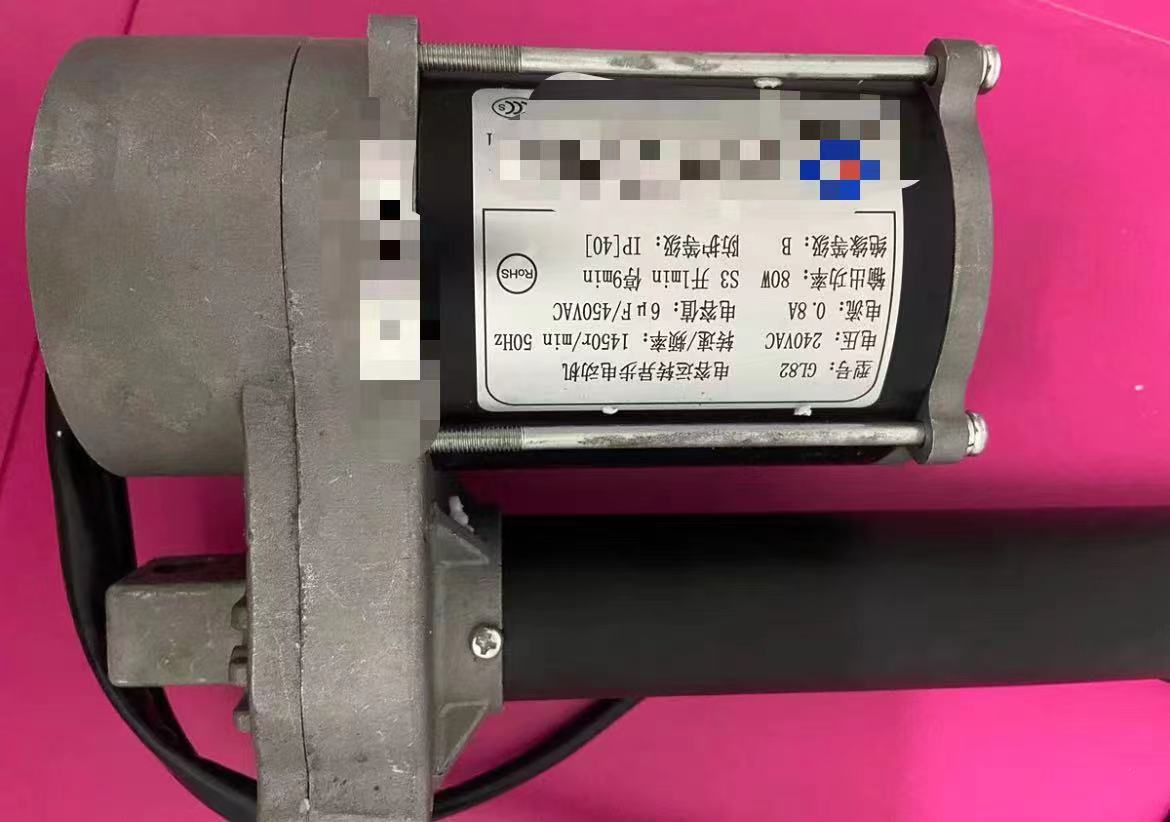 型号：GL82 电容运转异步电动机
电压：240VAC 转速/频率：1450r/min 50Hz
电流：0.8A 电容值：6μF/450VAC
输出功率：80W S3 开1min 停9min
绝缘等级：B 防护等级：IP[40]
RoHS
CCC S